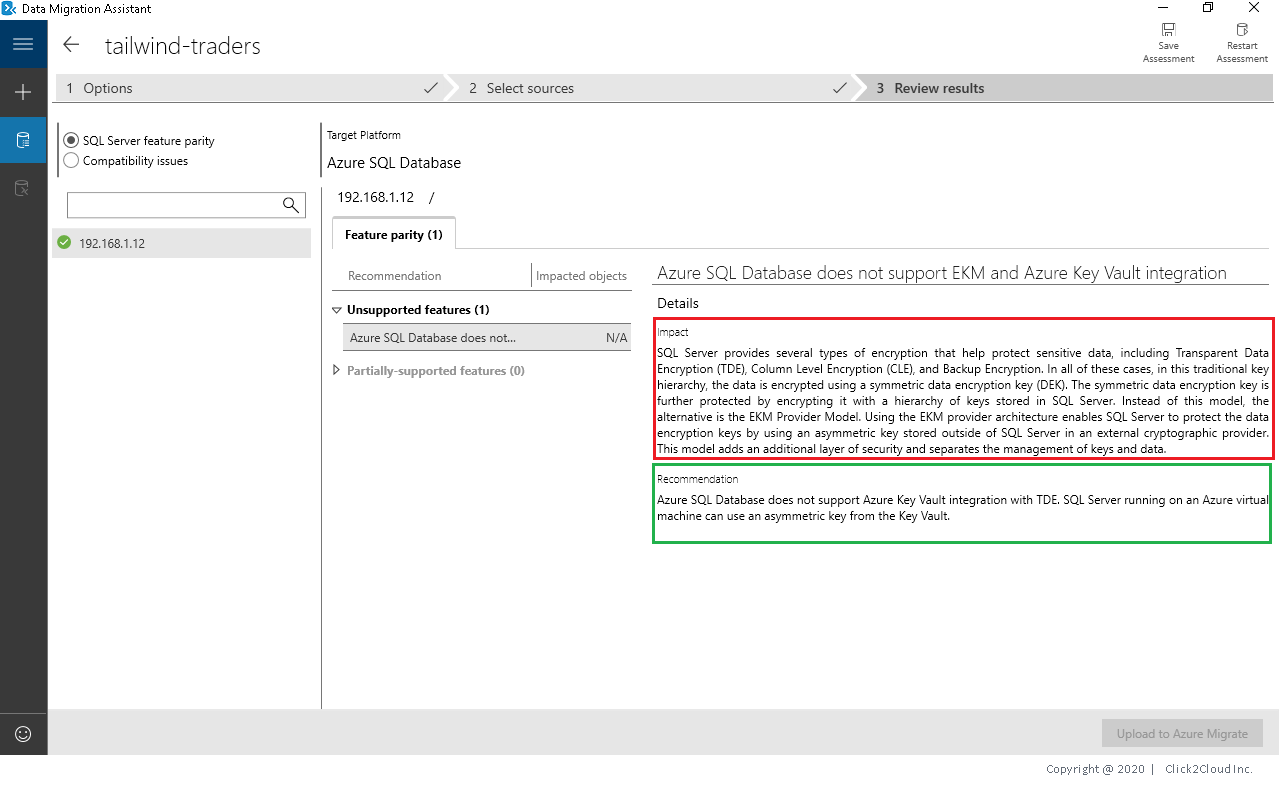 Data Migration Assistant
tailwind-traders
Save
Assessment
Restart
Assessment
1 Options
2 Select sources
3 Review results
SQL Server feature parity
Compatibility issues
192.168.1.12
Target Platform
Azure SQL Database
192.168.1.12 /
Feature parity (1)
Recommendation
Impacted objects
Unsupported features (1)
Azure SQL Database does not...
N/A
Partially-supported features (0)
Azure SQL Database does not support EKM and Azure Key Vault integration
Details
Impact
SQL Server provides several types of encryption that help protect sensitive data, including Transparent Data
Encryption (TDE), Column Level Encryption (CLE), and Backup Encryption. In all of these cases, in this traditional key
hierarchy, the data is encrypted using a symmetric data encryption key (DEK). The symmetric data encryption key is
further protected by encrypting it with a hierarchy of keys stored in SQL Server. Instead of this model, the
alternative is the EKM Provider Model. Using the EKM provider architecture enables SQL Server to protect the data
encryption keys by using an asymmetric key stored outside of SQL Server in an external cryptographic provider.
This model adds an additional layer of security and separates the management of keys and data.
Recommendation
Azure SQL Database does not support Azure Key Vault integration with TDE. SQL Server running on an Azure virtual
machine can use an asymmetric key from the Key Vault.
Upload to Azure Migrate
Copyright @ 2020 | Click2Cloud Inc.